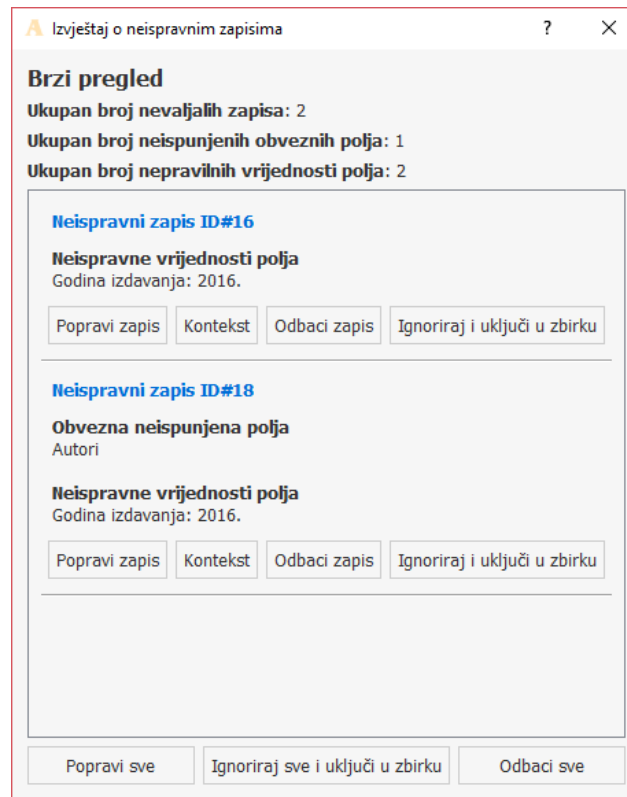 Izvještaj o neispravnim zapisima
?
Brzi pregled
Ukupan broj nevaljalih zapisa: 2
Ukupan broj neispunjenih obveznih polja: 1
Ukupan broj nepravilnih vrijednosti polja: 2
Neispravni zapis ID#16
Neispravne vrijednosti polja
Godina izdavanja: 2016.
Popravi zapis Kontekst Odbaci zapis Ignoriraj i uključi u zbirku
Neispravni zapis ID#18
Obvezna neispunjena polja
Autori
Neispravne vrijednosti polja
Godina izdavanja: 2016.
Popravi zapis Kontekst Odbaci zapis Ignoriraj i uključi u zbirku
Popravi sve Ignoriraj sve i uključi u zbirku Odbaci sve